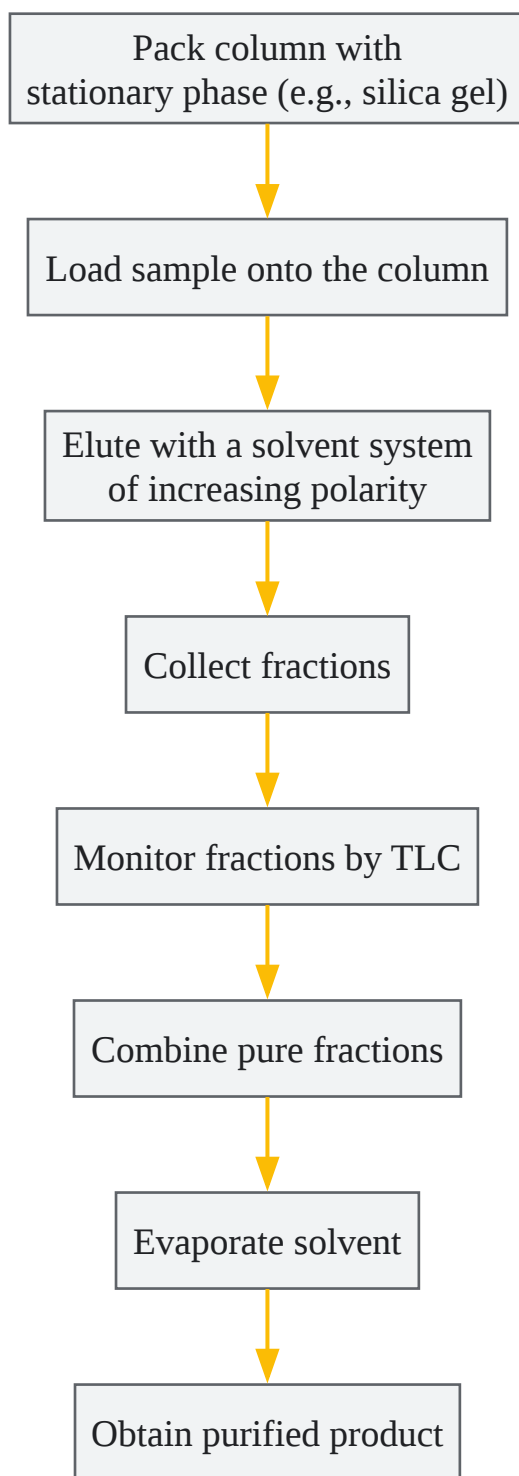 Pack column with
stationary phase (e.g., silica gel)
Load sample onto the column
Elute with a solvent system
of increasing polarity
Collect fractions
Monitor fractions by TLC
Combine pure fractions
Evaporate solvent
Obtain purified product